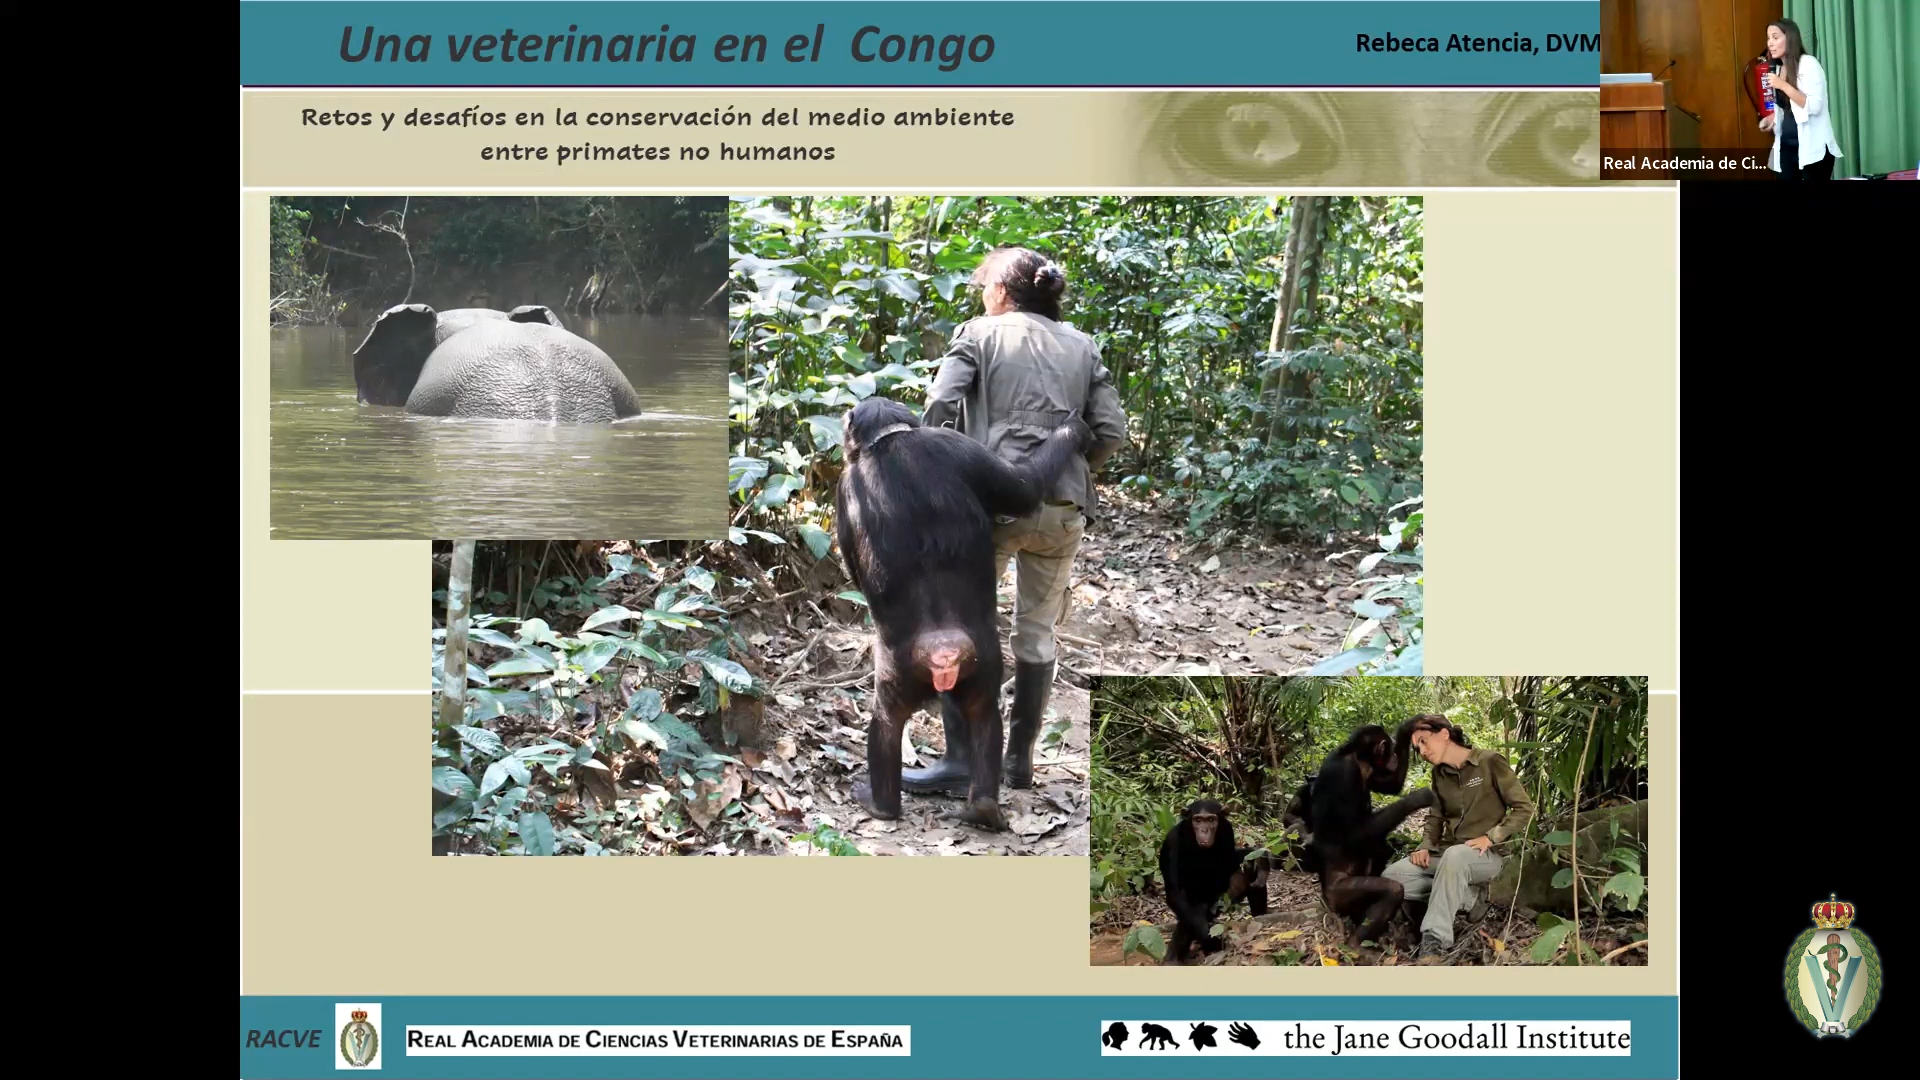 Una veterinaria en el Congo
Rebeca Atencia, DVM
Retos y desafíos en la conservación del medio ambiente
entre primates no humanos
Real Academia de Ci...
RACVE
REAL ACADEMIA DE CIENCIAS VETERINARIAS DE ESPAÑA
the Jane Goodall Institute